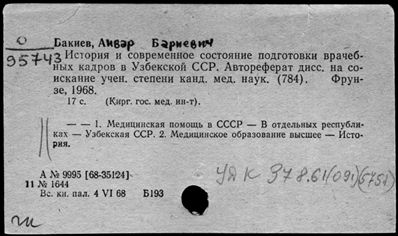 О
95743
Бакиев, Анвар Бариевич
История и современное состояние подготовки врачеб-
ных кадров в Узбекской ССР. Автореферат дисс. на со-
искание учен. степени канд. мед. наук. (784). Фрун-
зе, 1968.
17 с. (Кирг. гос. мед. ин-т).
— — 1. Медицинская помощь в СССР — В отдельных республи-
ках — Узбекская ССР. 2. Медицинское образование высшее — Исто-
рия.
УДК 378.61(091)(575.1)
А № 9995 [68-35124]
11 № 1644
Вс. кн. пал. 4 VI 68 Б193